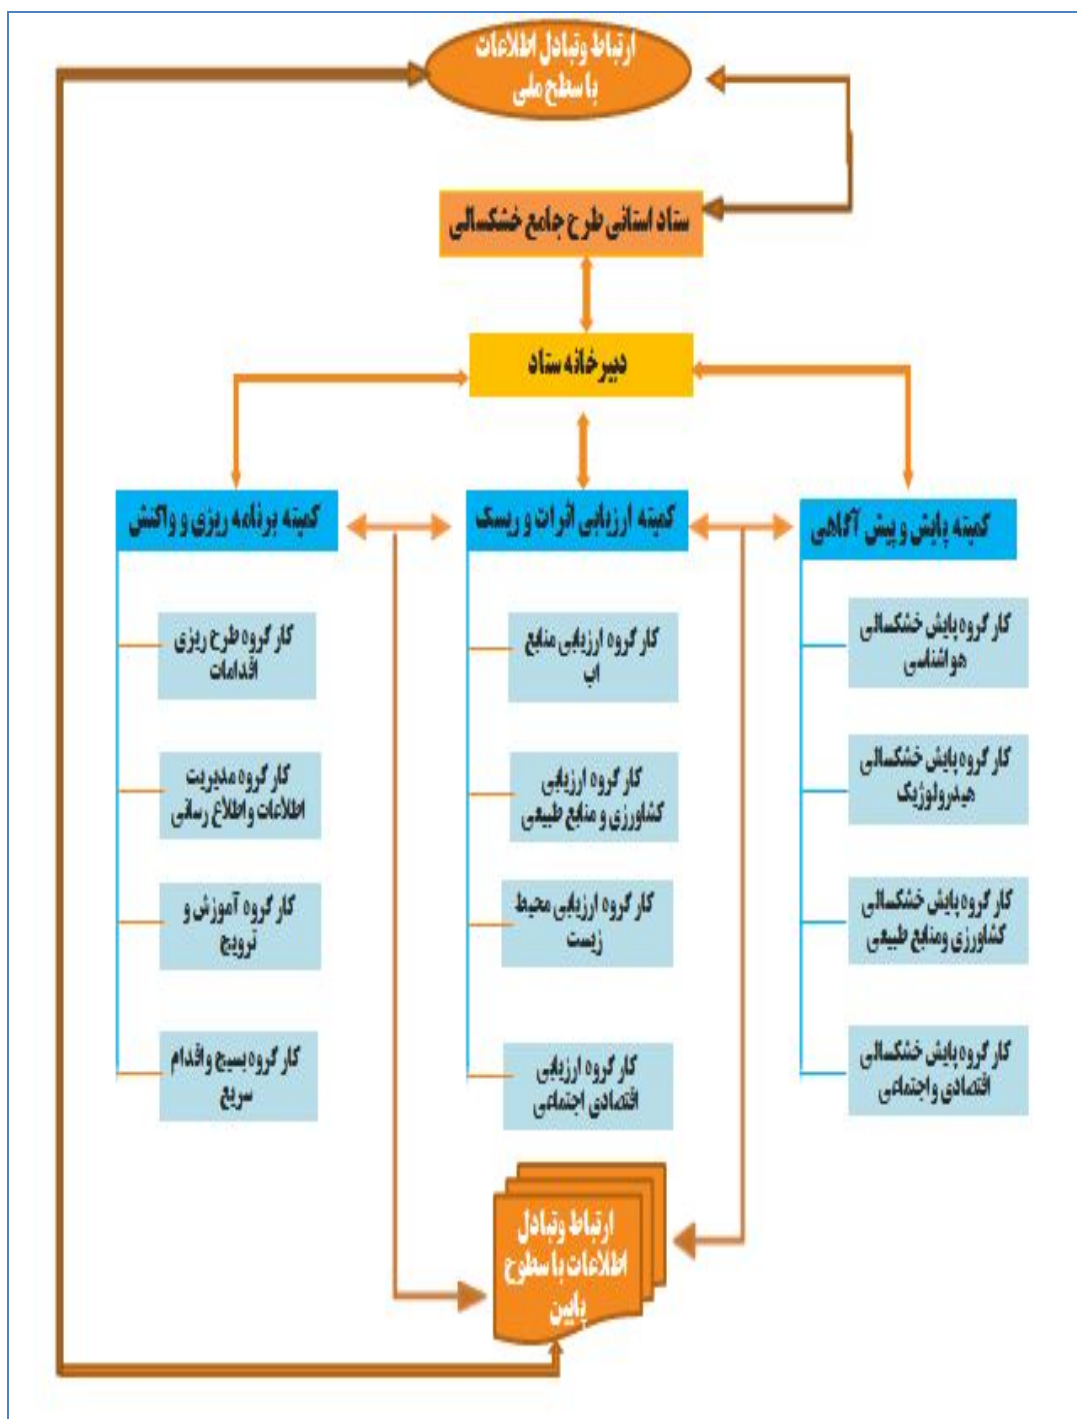 ارتباط وتبادل اطلاعات
با سطح ملی
ستاد استانی طرح جامع خشکسالی
دبیرخانه ستاد
کمیته پایش و پیش آگاهی
کار گروه پایش خشکسالی
هواشناسی
کار گروه پایش خشکسالی
هیدرولوژیک
کار گروه پایش خشکسالی
کشاورزی ومنابع طبیعی
کار گروه پایش خشکسالی
اقتصادی و اجتماعی
کمیته ارزیابی اثرات و ریسک
کار گروه ارزیابی منابع
اب
کار گروه ارزیابی
کشاورزی و منابع طبیعی
کار گروه ارزیابی محیط
زیست
کار گروه ارزیابی
اقتصادی اجتماعی
کمیته برنامه ریزی و واکنش
کار گروه طرح ریزی
اقدامات
کار گروه مدیریت
اطلاعات و اطلاع رسانی
کار گروه آموزش و
ترویج
کار گروه بسیج واقدام
سریع
ارتباط وتبادل
اطلاعات با سطوح
پایین